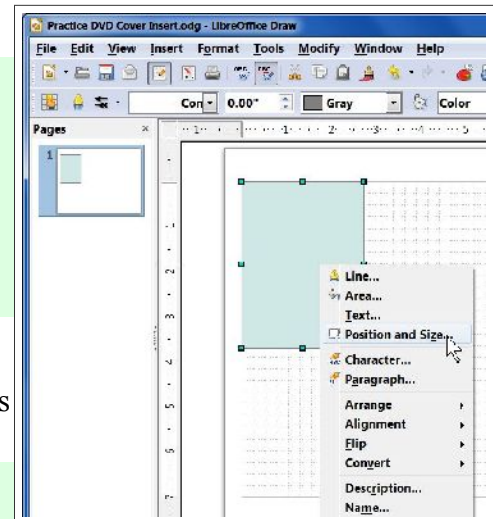 Practice DVD Cover Insert.odg - LibreOffice Draw
File Edit View Insert Format Tools Modify Window Help
Con 0.00" Gray Color
Pages
1
Line...
Area...
Text...
Position and Size...
Character...
Paragraph...
Arrange
Alignment
Flip
Convert
Description...
Name...
s